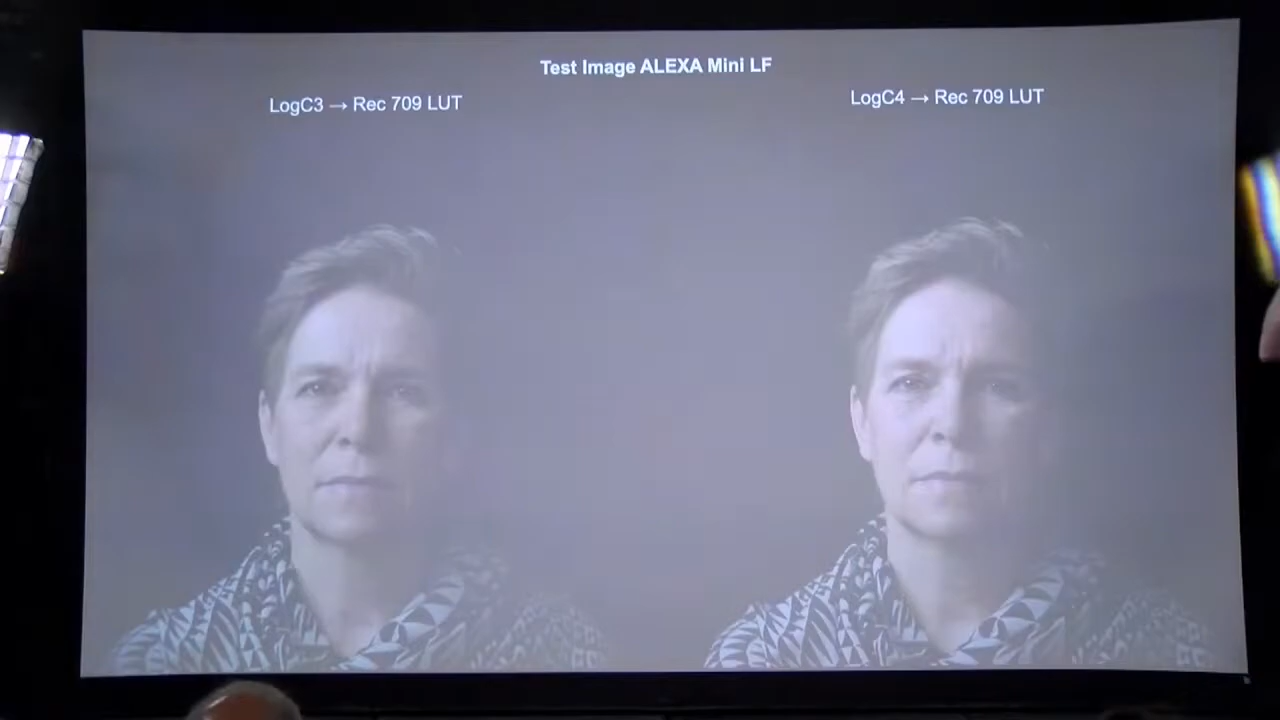 Test Image ALEXA Mini LF
LogC3 → Rec 709 LUT
LogC4 → Rec 709 LUT